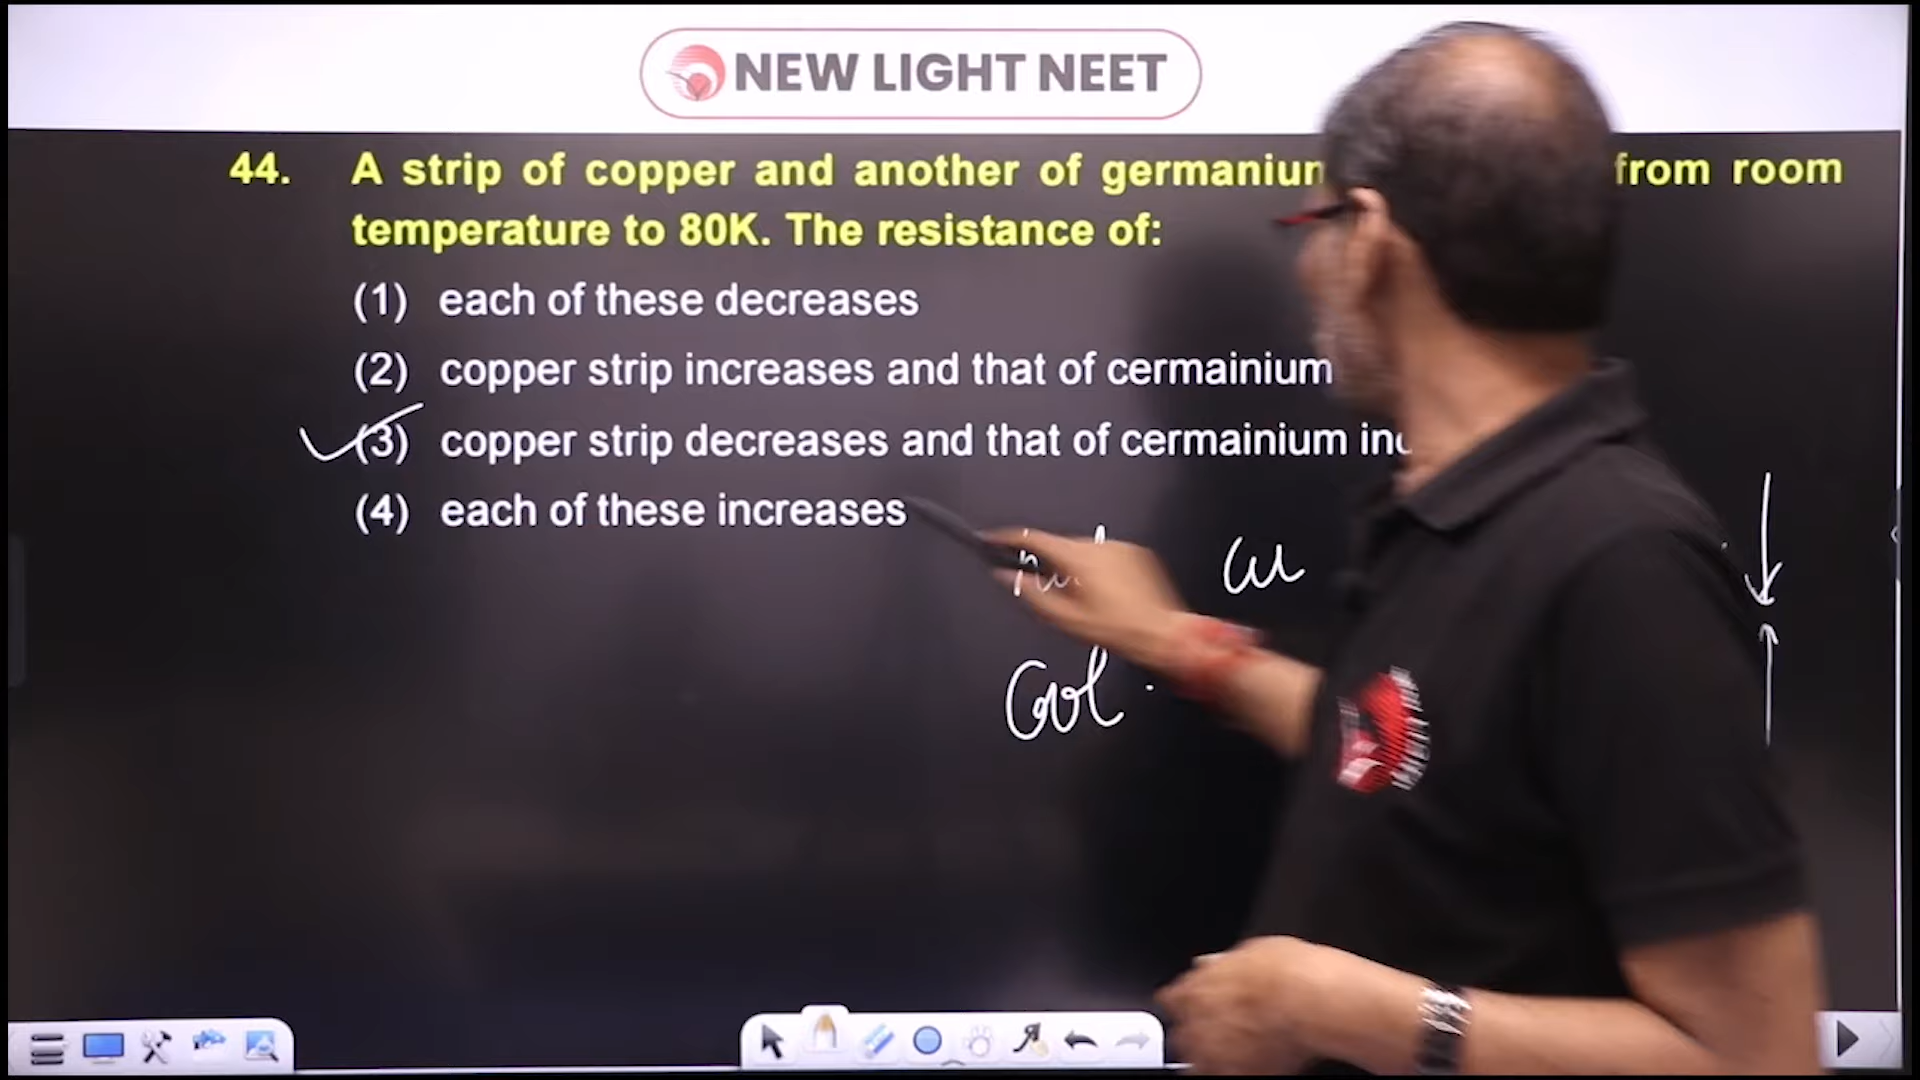 NEW LIGHT NEET
44. A strip of copper and another of from room
temperature to 80K. The resistance of:
(1) each of these decreases
(2) copper strip increases and that of cermainium
(3) copper strip decreases and that of cermainium
(4) each of these increases
cu
Cool